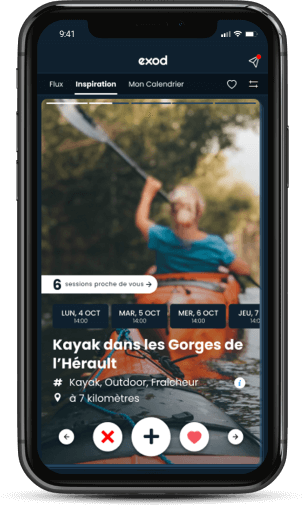 9:41
exod
Flux Inspiration Mon Calendrier
6 sessions proche de vous →
LUN, 4 OCT MAR, 5 OCT MER, 6 OCT JEU, 7
14:00 14:00 14:00 14:0
Kayak dans les Gorges de
l’Hérault
# Kayak, Outdoor, Fraîcheur i
à 7 kilomètres